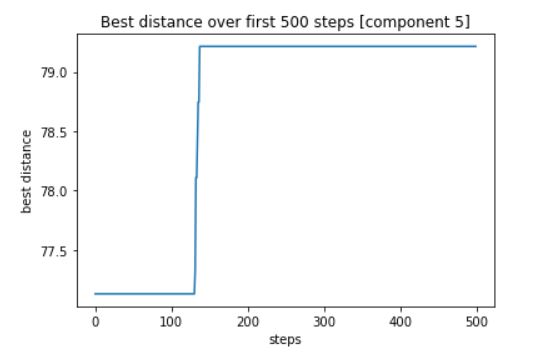 Best distance over first 500 steps [component 5]
best distance
79.0
78.5
78.0
77.5
0 100 200 300 400 500
steps